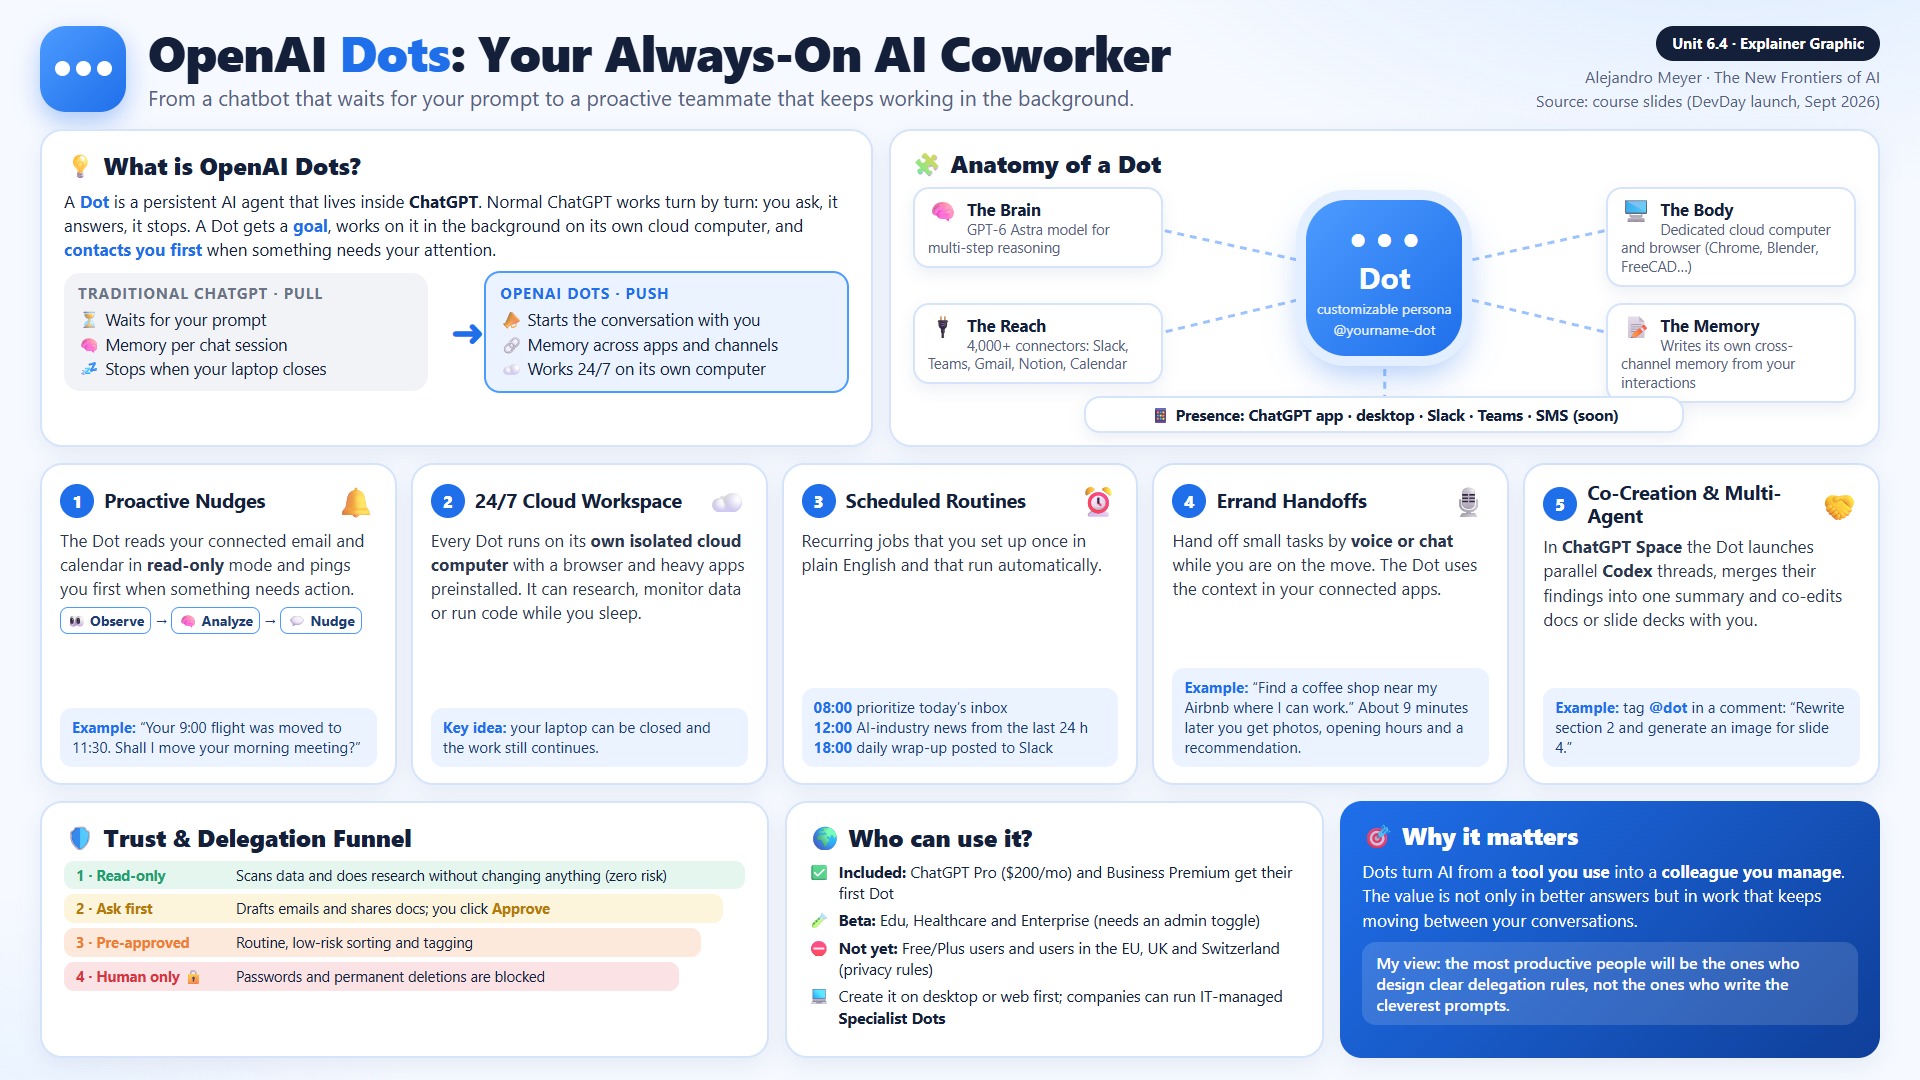 OpenAI Dots: Your Always-On AI Coworker
From a chatbot that waits for your prompt to a proactive teammate that keeps working in the background.
Unit 6.4 · Explainer Graphic
Alejandro Meyer · The New Frontiers of AI
Source: course slides (DevDay launch, Sept 2026)
What is OpenAI Dots?
A Dot is a persistent AI agent that lives inside ChatGPT. Normal ChatGPT works turn by turn: you ask, it
answers, it stops. A Dot gets a goal, works on it in the background on its own cloud computer, and
contacts you first when something needs your attention.
TRADITIONAL CHATGPT · PULL
Waits for your prompt
Memory per chat session
Stops when your laptop closes
OPENAI DOTS · PUSH
Starts the conversation with you
Memory across apps and channels
Works 24/7 on its own computer
Anatomy of a Dot
The Brain
GPT-6 Astra model for
multi-step reasoning
The Reach
4,000+ connectors: Slack,
Teams, Gmail, Notion, Calendar
Dot
customizable persona
@yourname-dot
The Body
Dedicated cloud computer
and browser (Chrome, Blender,
FreeCAD...)
The Memory
Writes its own cross-
channel memory from your
interactions
Presence: ChatGPT app · desktop · Slack · Teams · SMS (soon)
1 Proactive Nudges
The Dot reads your connected email and
calendar in read-only mode and pings
you first when something needs action.
Observe → Analyze → Nudge
Example: “Your 9:00 flight was moved to
11:30. Shall I move your morning meeting?”
2 24/7 Cloud Workspace
Every Dot runs on its own isolated cloud
computer with a browser and heavy apps
preinstalled. It can research, monitor data
or run code while you sleep.
Key idea: your laptop can be closed and
the work still continues.
3 Scheduled Routines
Recurring jobs that you set up once in
plain English and that run automatically.
08:00 prioritize today’s inbox
12:00 AI-industry news from the last 24 h
18:00 daily wrap-up posted to Slack
4 Errand Handoffs
Hand off small tasks by voice or chat
while you are on the move. The Dot uses
the context in your connected apps.
Example: “Find a coffee shop near my
Airbnb where I can work.” About 9 minutes
later you get photos, opening hours and a
recommendation.
5 Co-Creation & Multi-
Agent
In ChatGPT Space the Dot launches
parallel Codex threads, merges their
findings into one summary and co-edits
docs or slide decks with you.
Example: tag @dot in a comment: “Rewrite
section 2 and generate an image for slide
4.”
Trust & Delegation Funnel
1 · Read-only Scans data and does research without changing anything (zero risk)
2 · Ask first Drafts emails and shares docs; you click Approve
3 · Pre-approved Routine, low-risk sorting and tagging
4 · Human only Passwords and permanent deletions are blocked
Who can use it?
Included: ChatGPT Pro ($200/mo) and Business Premium get their
first Dot
Beta: Edu, Healthcare and Enterprise (needs an admin toggle)
Not yet: Free/Plus users and users in the EU, UK and Switzerland
(privacy rules)
Create it on desktop or web first; companies can run IT-managed
Specialist Dots
Why it matters
Dots turn AI from a tool you use into a colleague you manage.
The value is not only in better answers but in work that keeps
moving between your conversations.
My view: the most productive people will be the ones who
design clear delegation rules, not the ones who write the
cleverest prompts.